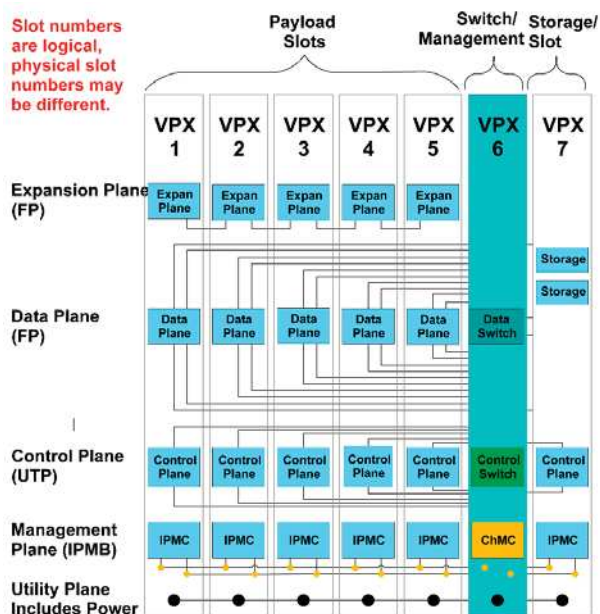 Slot numbers
are logical,
physical slot
numbers may
be different.
Payload
Slots
Switch/
Management
Storage/
Slot
VPX
1
VPX
2
VPX
3
VPX
4
VPX
5
VPX
6
VPX
7
Expansion Plane
(FP)
Expan
Plane
Expan
Plane
Expan
Plane
Expan
Plane
Expan
Plane
Storage
Storage
Data Plane
(FP)
Data
Plane
Data
Plane
Data
Plane
Data
Plane
Data
Plane
Data
Switch
Control Plane
(UTP)
Control
Plane
Control
Plane
Control
Plane
Control
Plane
Control
Plane
Control
Switch
Control
Plane
Management
Plane (IPMB)
IPMC
IPMC
IPMC
IPMC
IPMC
ChMC
IPMC
Utility Plane
Includes Power